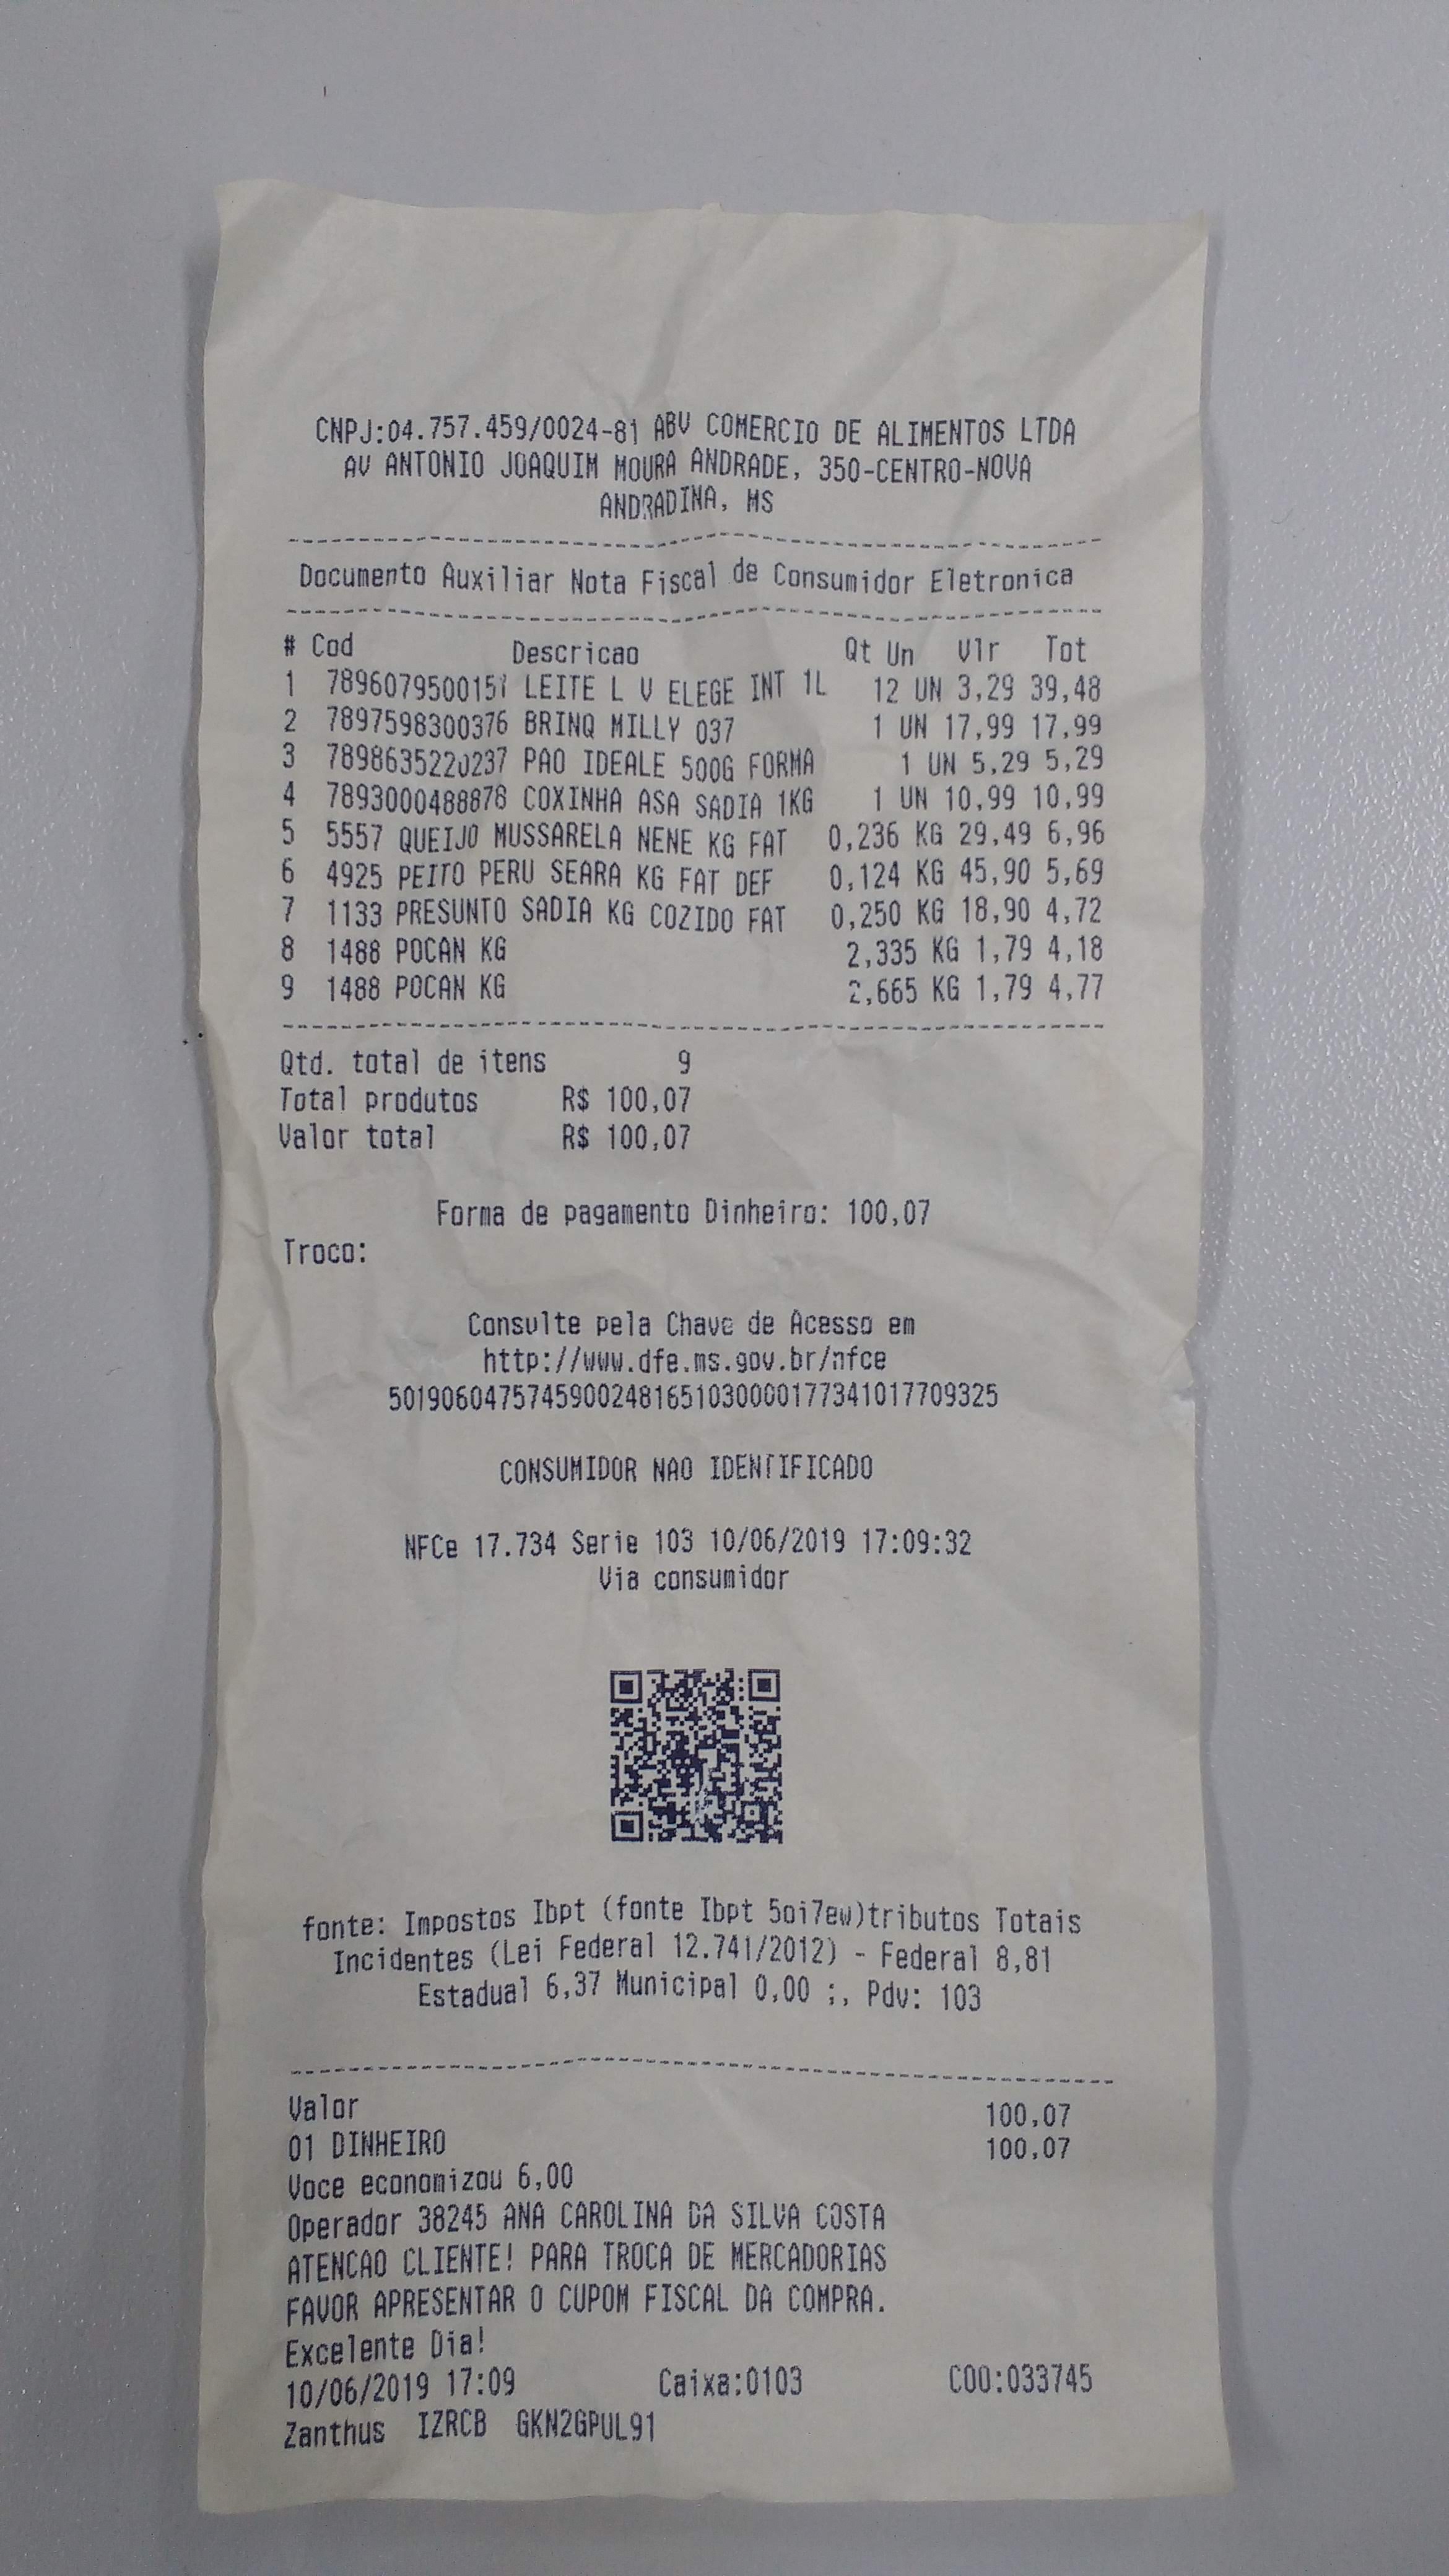 CNPJ:04.757.459/0024-81 ABV COMERCIO DE ALIMENTOS LTDA
AV ANTONIO JOAQUIM MOURA ANDRADE, 350-CENTRO-NOVA
ANDRADINA, MS
Documento Auxiliar Nota Fiscal de Consumidor Eletronica
# Cod Descricao Qt Un Vlr Tot
1 7896079500151 LEITE L V ELEGE INT 1L 12 UN 3,29 39,48
2 7897598300376 BRINQ MILLY 037 1 UN 17,99 17,99
3 7898635220237 PAO IDEALE 500G FORMA 1 UN 5,29 5,29
4 7893000488878 COXINHA ASA SADIA 1KG 1 UN 10,99 10,99
5 5557 QUEIJO MUSSARELA NENE KG FAT 0,236 KG 29,49 6,96
6 4925 PEITO PERU SEARA KG FAT DEF 0,124 KG 45,90 5,69
7 1133 PRESUNTO SADIA KG COZIDO FAT 0,250 KG 18,90 4,72
8 1488 POCAN KG 2,335 KG 1,79 4,18
9 1488 POCAN KG 2,665 KG 1,79 4,77
Qtd. total de itens 9
Total produtos R$ 100,07
Valor total R$ 100,07
Forma de pagamento Dinheiro: 100,07
Troco:
Consulte pela Chave de Acesso em
http://www.dfe.ms.gov.br/nfce
50190604757459002481651030000177341017709325
CONSUMIDOR NAO IDENTIFICADO
NFCe 17.734 Serie 103 10/06/2019 17:09:32
Via consumidor
fonte: Impostos Ibpt (fonte Ibpt 5oi7ew)tributos Totais
Incidentes (Lei Federal 12.741/2012) - Federal 8,81
Estadual 6,37 Municipal 0,00 ;, Pdv: 103
Valor 100,07
01 DINHEIRO 100,07
Voce economizou 6,00
Operador 38245 ANA CAROLINA DA SILVA COSTA
ATENCAO CLIENTE! PARA TROCA DE MERCADORIAS
FAVOR APRESENTAR O CUPOM FISCAL DA COMPRA.
Excelente Dia!
10/06/2019 17:09 Caixa:0103 COO:033745
Zanthus IZRCB GKN2GPUL91